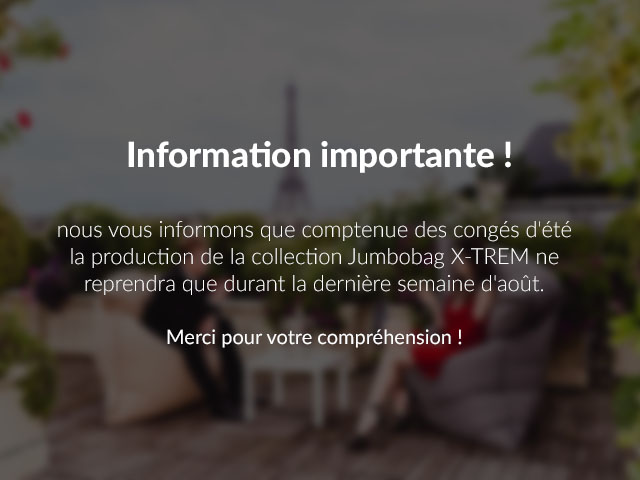 Information importante !
nous vous informons que comptenue des congés d'été
la production de la collection Jumbobag X-TREM ne
reprendra que durant la dernière semaine d'août.
Merci pour votre compréhension !